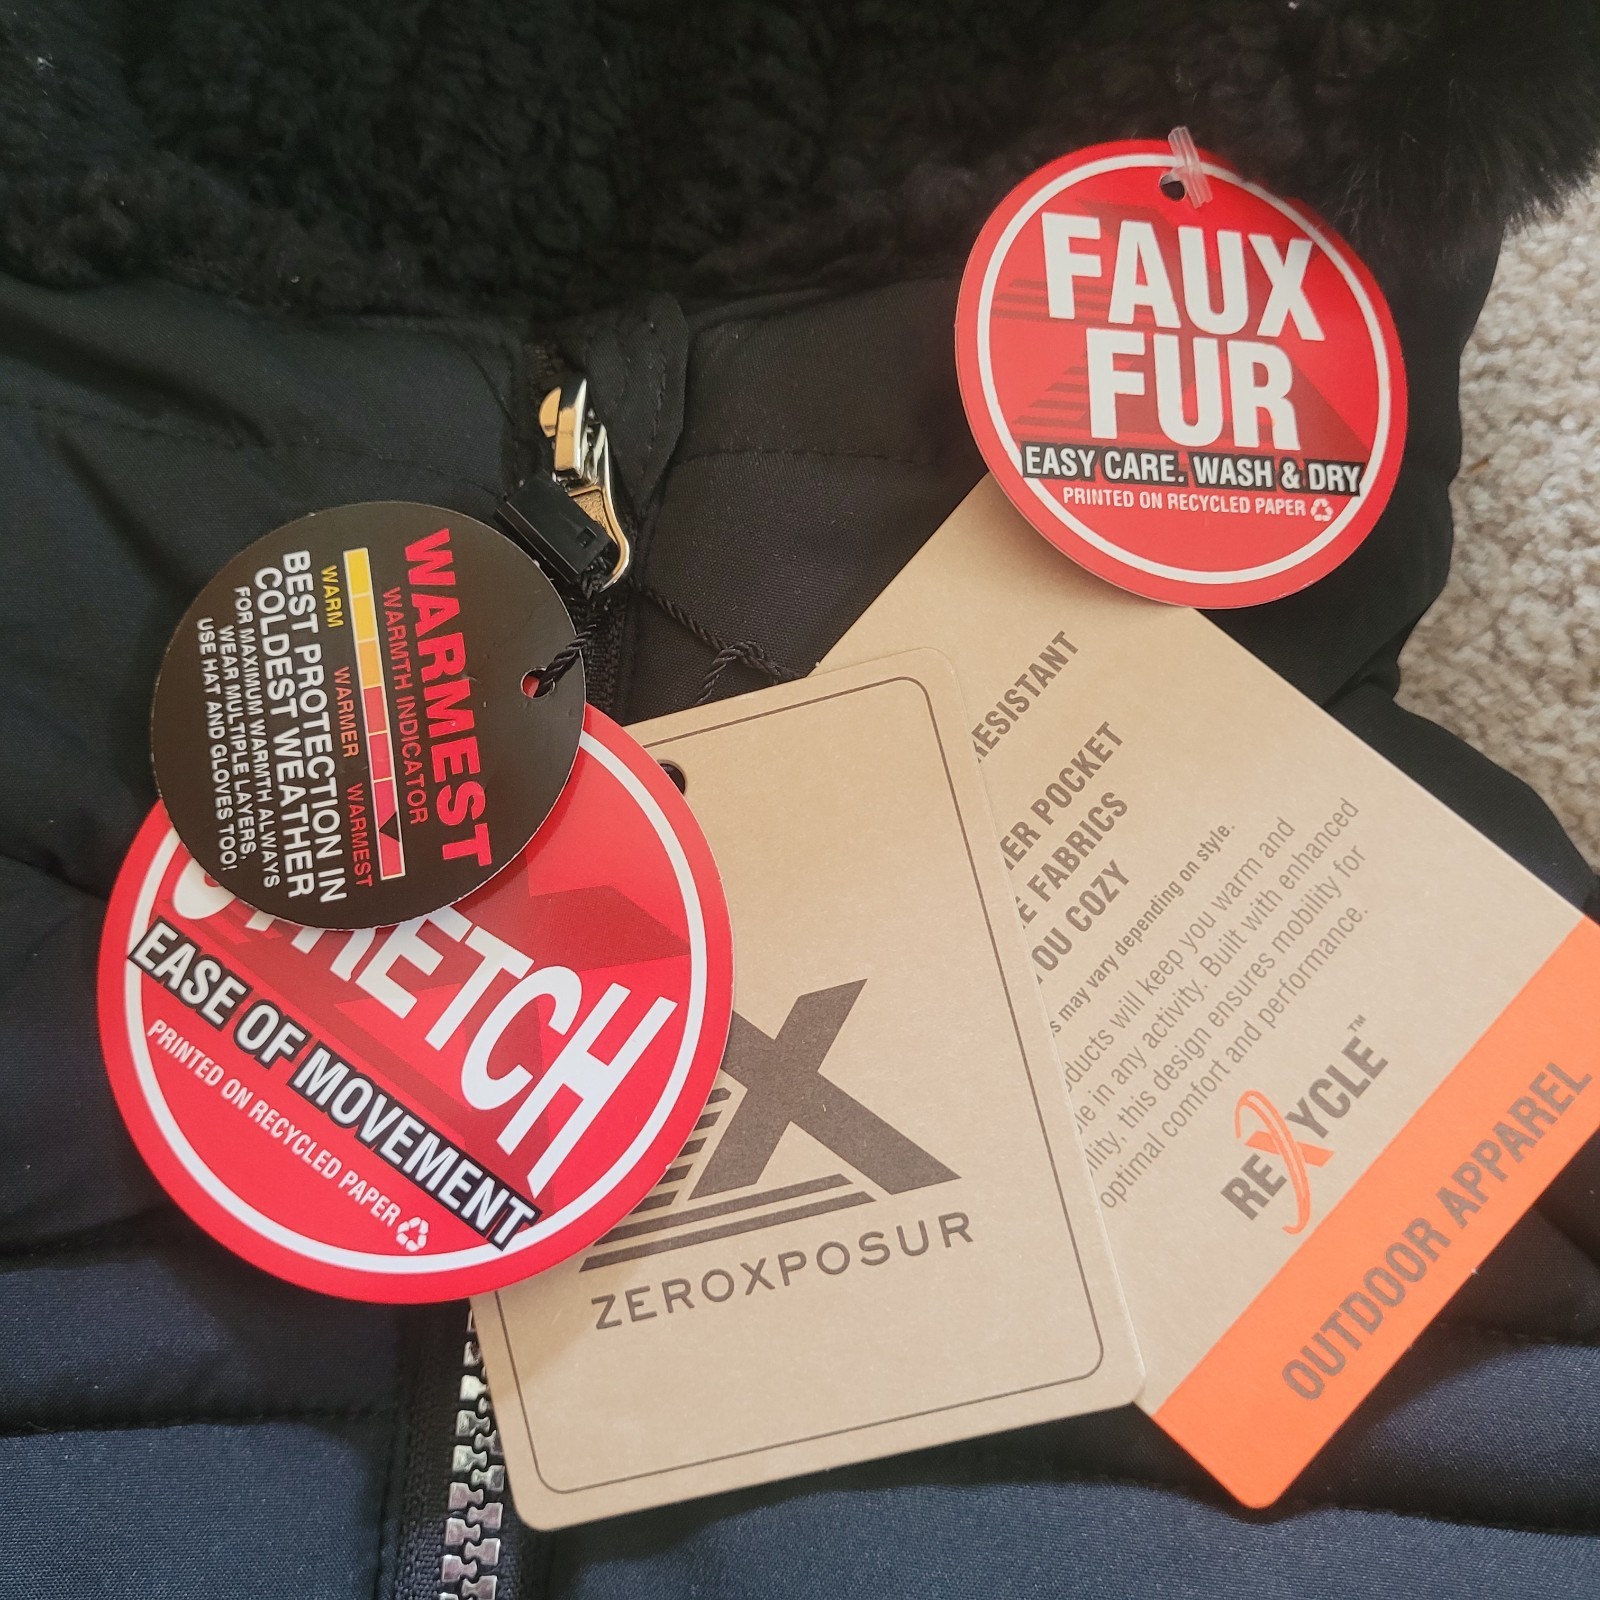 FAUX
FUR
EASY CARE. WASH & DRY
PRINTED ON RECYCLED PAPER
WARMEST
WARMTH INDICATOR
WARM WARMER WARMEST
BEST PROTECTION IN
COLDEST WEATHER
FOR MAXIMUM WARMTH ALWAYS
WEAR MULTIPLE LAYERS,
USE HAT AND GLOVES TOO!
STRETCH
EASE OF MOVEMENT
PRINTED ON RECYCLED PAPER
X
ZEROXPOSUR
RESISTANT
POCKET
FABRICS
YOU COZY
may vary depending on style.
will keep you warm and
in any activity. Built with enhanced
this design ensures mobility for
optimal comfort and performance.
REXYCLE™
OUTDOOR APPAREL